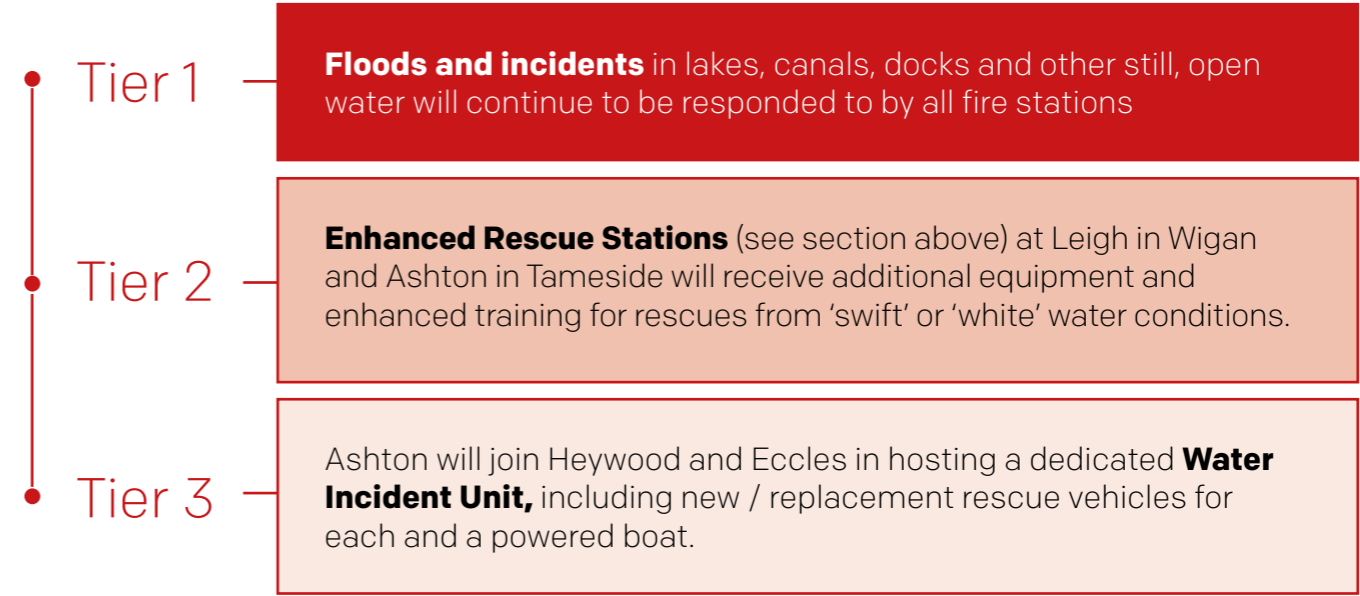 Tier 1
Floods and incidents in lakes, canals, docks and other still, open
water will continue to be responded to by all fire stations
Tier 2
Enhanced Rescue Stations (see section above) at Leigh in Wigan
and Ashton in Tameside will receive additional equipment and
enhanced training for rescues from ‘swift’ or ‘white’ water conditions.
Tier 3
Ashton will join Heywood and Eccles in hosting a dedicated Water
Incident Unit, including new / replacement rescue vehicles for
each and a powered boat.